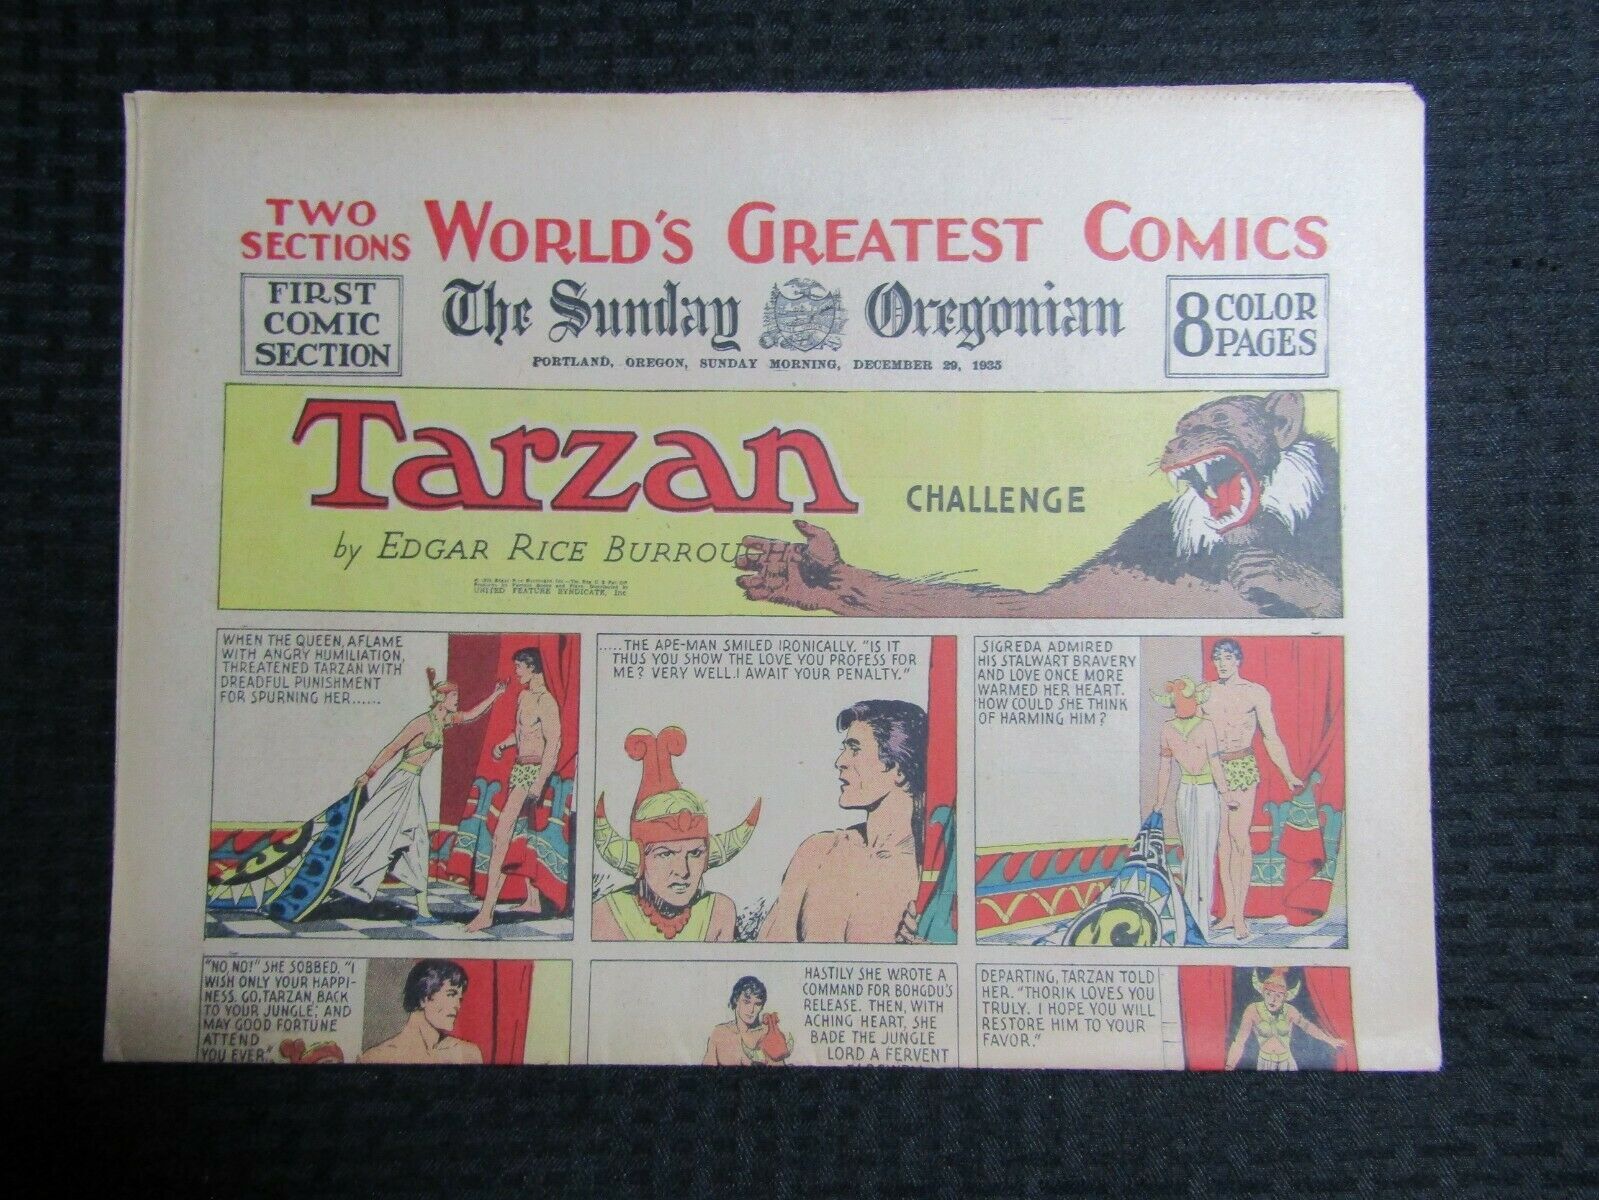 TWO
SECTIONS
WORLD'S GREATEST COMICS
FIRST
COMIC
SECTION
The Sunday Oregonian
PORTLAND, OREGON, SUNDAY MORNING, DECEMBER 29, 1935
8 COLOR
PAGES
Tarzan
CHALLENGE
by EDGAR RICE BURROUGHS
UNITED FEATURE SYNDICATE, Inc
WHEN THE QUEEN, AFLAME
WITH ANGRY HUMILIATION,
THREATENED TARZAN WITH
DREADFUL PUNISHMENT
FOR SPURNING HER......
.....THE APE-MAN SMILED IRONICALLY. "IS IT
THUS YOU SHOW THE LOVE YOU PROFESS FOR
ME? VERY WELL. I AWAIT YOUR PENALTY."
SIGREDA ADMIRED
HIS STALWART BRAVERY
AND LOVE ONCE MORE
WARMED HER HEART.
HOW COULD SHE THINK
OF HARMING HIM?
"NO, NO!" SHE SOBBED. "I
WISH ONLY YOUR HAPPI-
NESS. GO, TARZAN, BACK
TO YOUR JUNGLE; AND
MAY GOOD FORTUNE
ATTEND
YOU EVER."
HASTILY SHE WROTE A
COMMAND FOR BOHGDU'S
RELEASE. THEN, WITH
ACHING HEART, SHE
BADE THE JUNGLE
LORD A FERVENT
DEPARTING, TARZAN TOLD
HER. "THORIK LOVES YOU
TRULY. I HOPE YOU WILL
RESTORE HIM TO YOUR
FAVOR."